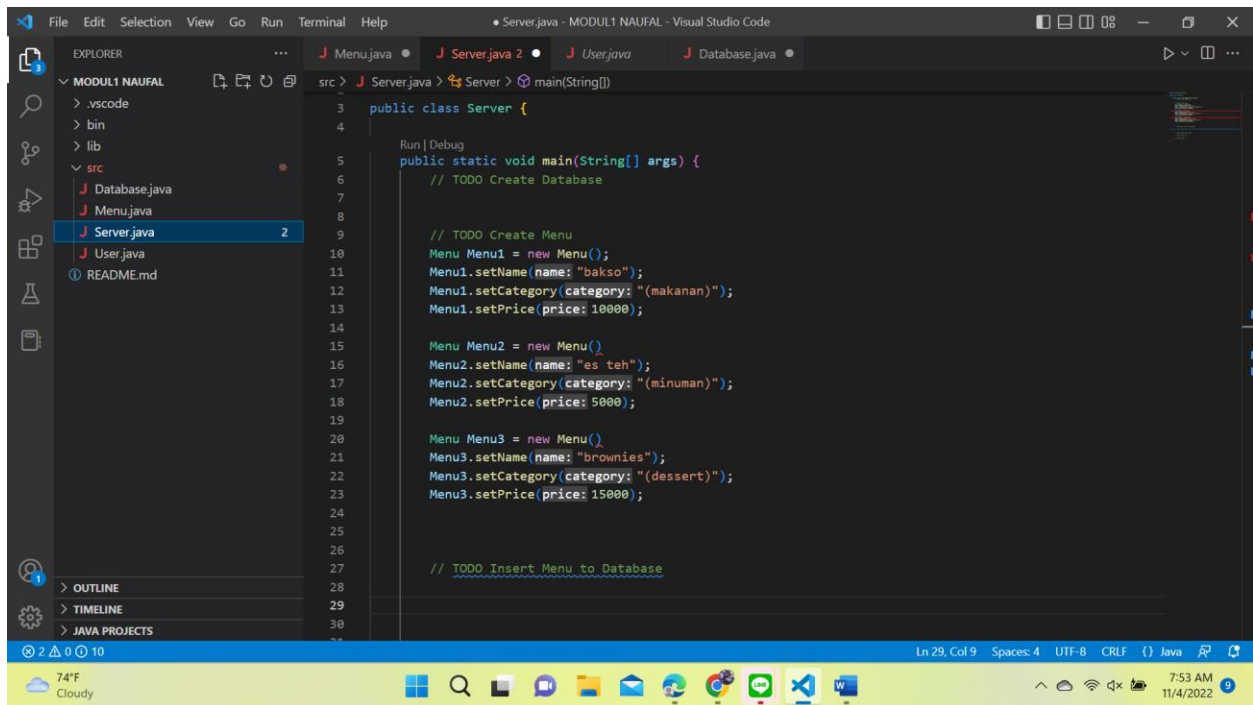 File Edit Selection View Go Run Terminal Help
● Server.java - MODUL1 NAUFAL - Visual Studio Code
EXPLORER
MODUL1 NAUFAL
.vscode
bin
lib
src
J Database.java
J Menu.java
J Server.java 2
J User.java
README.md
OUTLINE
TIMELINE
JAVA PROJECTS
J Menu.java ● J Server.java 2 ● J User.java J Database.java ●
src > J Server.java > Server > main(String[])
3 public class Server {
4
Run | Debug
5 public static void main(String[] args) {
6 // TODO Create Database
7
8
9 // TODO Create Menu
10 Menu Menu1 = new Menu();
11 Menu1.setName(name: "bakso");
12 Menu1.setCategory(category: "(makanan)");
13 Menu1.setPrice(price: 10000);
14
15 Menu Menu2 = new Menu()
16 Menu2.setName(name: "es teh");
17 Menu2.setCategory(category: "(minuman)");
18 Menu2.setPrice(price: 5000);
19
20 Menu Menu3 = new Menu()
21 Menu3.setName(name: "brownies");
22 Menu3.setCategory(category: "(dessert)");
23 Menu3.setPrice(price: 15000);
24
25
26
27 // TODO Insert Menu to Database
28
29
30
2 0 10
Ln 29, Col 9 Spaces: 4 UTF-8 CRLF {} Java
74°F
Cloudy
7:53 AM
11/4/2022
9